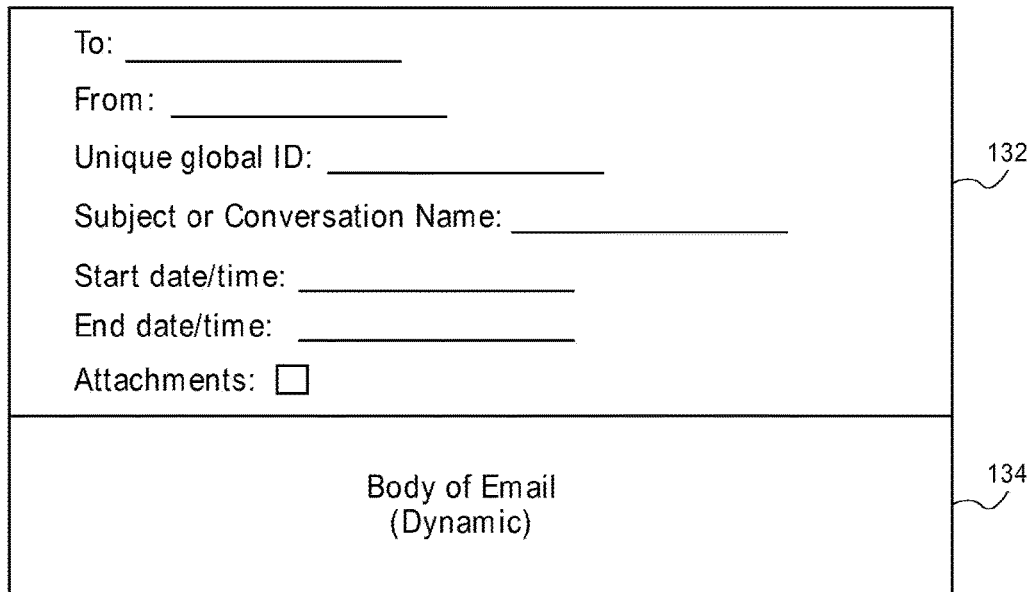 To:
From:
Unique global ID:
132
Subject or Conversation Name:
Start date/time:
End date/time:
Attachments:
134
Body of Email
(Dynamic)